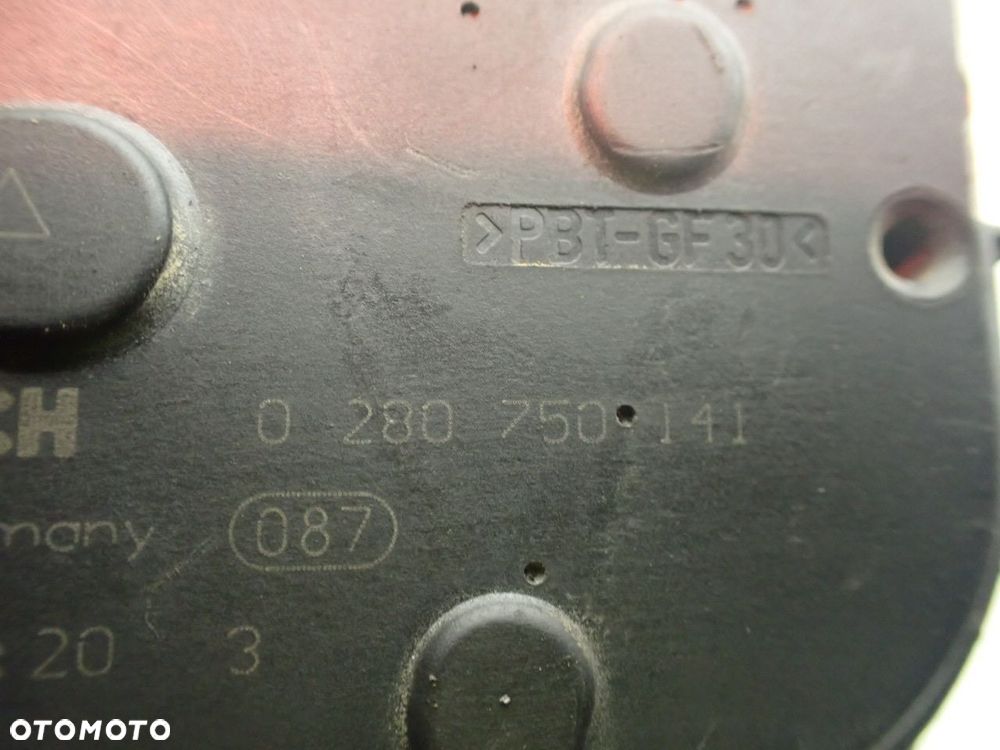 >PBT-GF30<
CH 0 280 750 141
many 087
:20 3
OTOMOTO